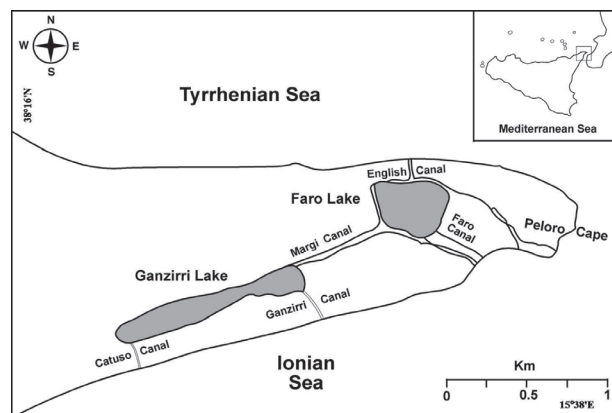 N
W E
S
38°16'N
Tyrrhenian Sea
Mediterranean Sea
English Canal
Faro Lake
Margi Canal
Faro Canal
Peloro Cape
Ganzirri Lake
Ganzirri Canal
Catuso Canal
Ionian
Sea
Km
0 0.5 1
15°38'E